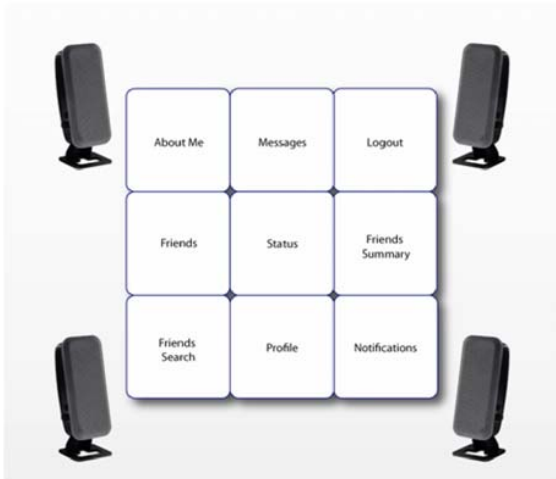 About Me
Messages
Logout
Friends
Status
Friends
Summary
Friends
Search
Profile
Notifications